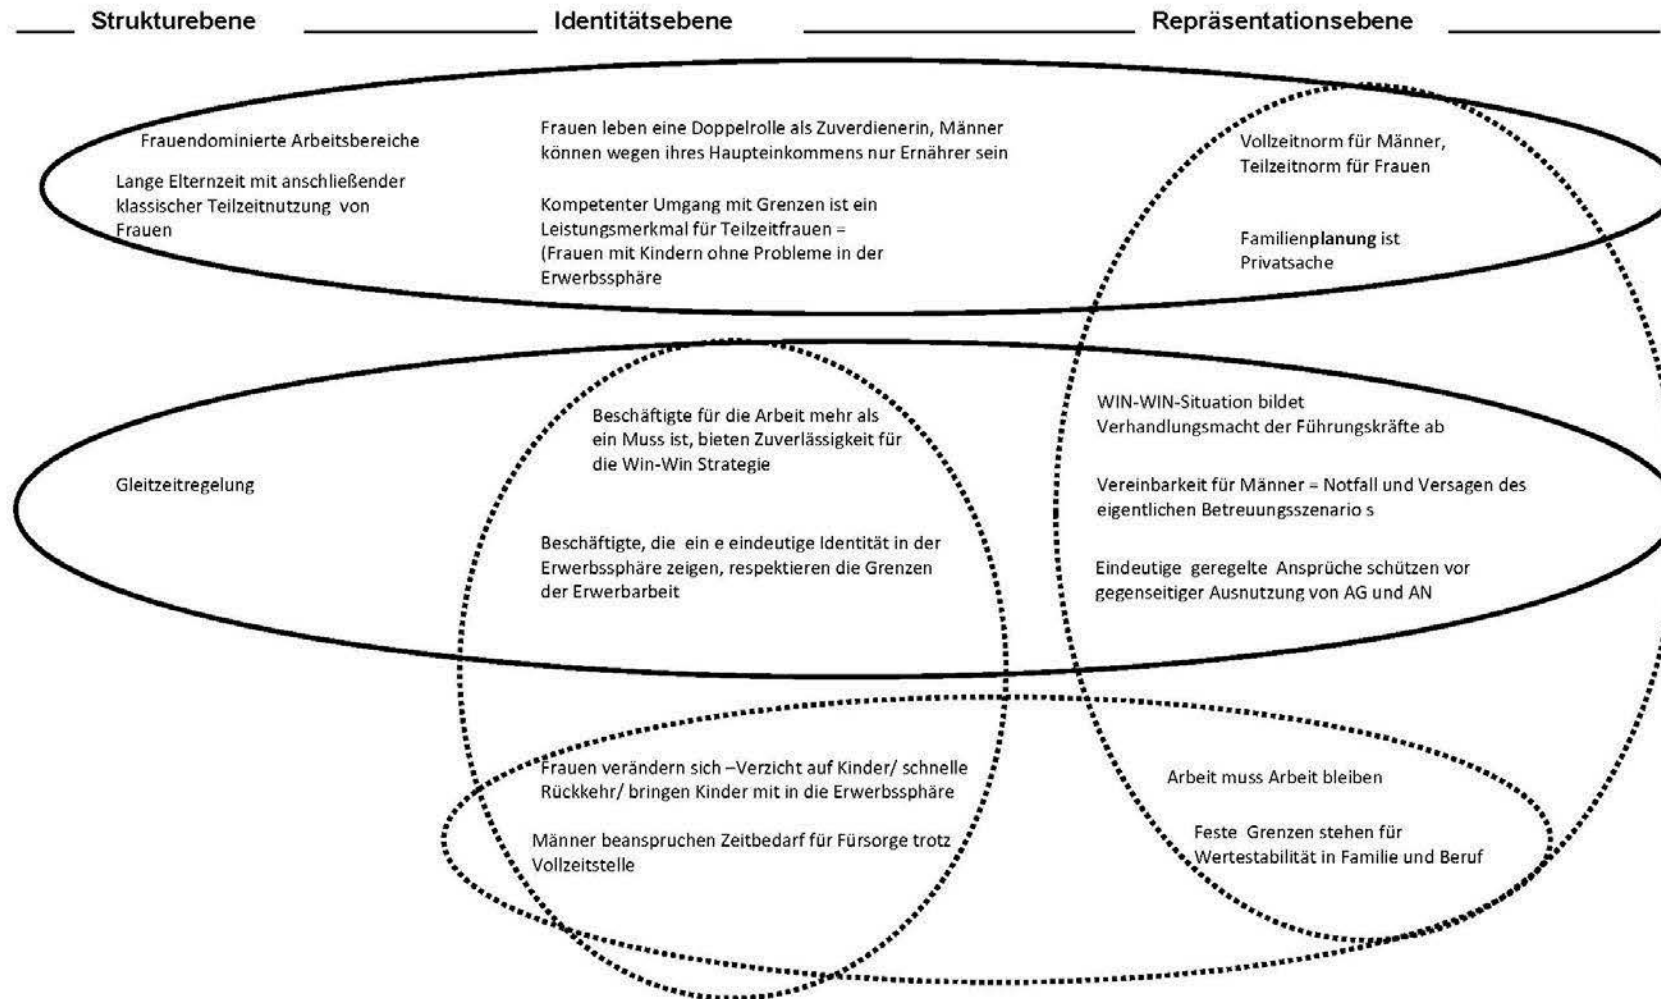 Strukturebene
Identitätsebene
Repräsentationsebene
Frauendominierte Arbeitsbereiche
Lange Elternzeit mit anschließender
klassischer Teilzeitnutzung von
Frauen
Frauen leben eine Doppelrolle als Zuverdienerin, Männer
können wegen ihres Haupteinkommens nur Ernährer sein
Kompetenter Umgang mit Grenzen ist ein
Leistungsmerkmal für Teilzeitfrauen =
(Frauen mit Kindern ohne Probleme in der
Erwerbssphäre
Vollzeitnorm für Männer,
Teilzeitnorm für Frauen
Familienplanung ist
Privatsache
Gleitzeitregelung
Beschäftigte für die Arbeit mehr als
ein Muss ist, bieten Zuverlässigkeit für
die Win-Win Strategie
Beschäftigte, die ein e eindeutige Identität in der
Erwerbssphäre zeigen, respektieren die Grenzen
der Erwerbarbeit
WIN-WIN-Situation bildet
Verhandlungsmacht der Führungskräfte ab
Vereinbarkeit für Männer = Notfall und Versagen des
eigentlichen Betreuungsszenario s
Eindeutige geregelte Ansprüche schützen vor
gegenseitiger Ausnutzung von AG und AN
Frauen verändern sich –Verzicht auf Kinder/ schnelle
Rückkehr/ bringen Kinder mit in die Erwerbssphäre
Männer beanspruchen Zeitbedarf für Fürsorge trotz
Vollzeitstelle
Arbeit muss Arbeit bleiben
Feste Grenzen stehen für
Wertestabilität in Familie und Beruf